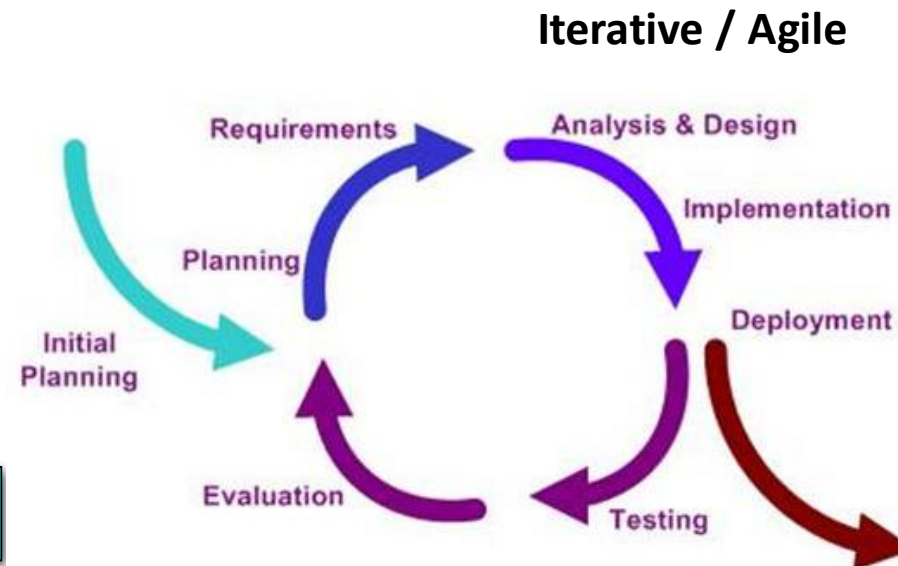 Iterative / Agile
Requirements
Analysis & Design
Implementation
Planning
Deployment
Initial
Planning
Evaluation
Testing